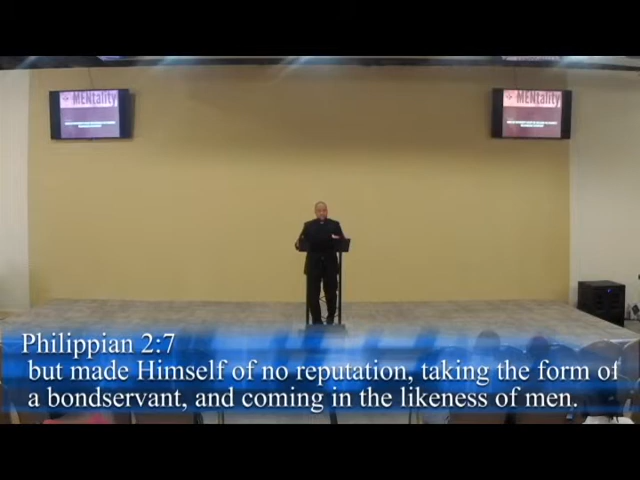 MENtality
MENtality
Philippian 2:7
but made Himself of no reputation, taking the form of
a bondservant, and coming in the likeness of men.